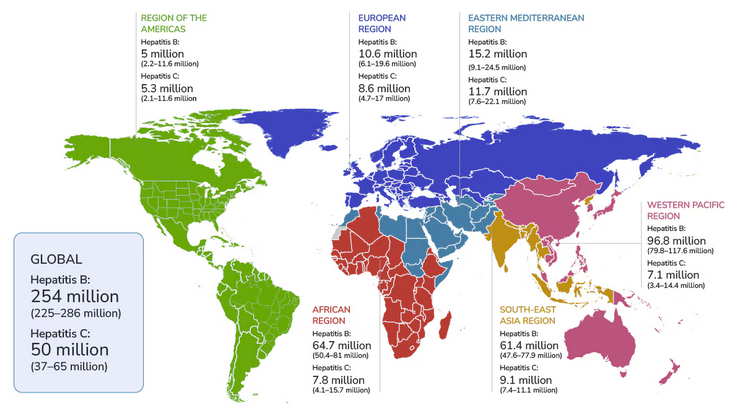 REGION OF THE
AMERICAS
Hepatitis B:
5 million
(2.2–11.6 million)
Hepatitis C:
5.3 million
(2.1–11.6 million
EUROPEAN
REGION
Hepatitis B:
10.6 million
(6.1–19.6 million)
Hepatitis C:
8.6 million
(4.7–17 million)
EASTERN MEDITERRANEAN
REGION
Hepatitis B:
15.2 million
(9.1–24.5 million)
Hepatitis C:
11.7 million
(7.6–22.1 million)
WESTERN PACIFIC
REGION
Hepatitis B:
96.8 million
(79.8–117.6 million)
Hepatitis C:
7.1 million
(3.4–14.4 million)
GLOBAL
Hepatitis B:
254 million
(225–286 million)
Hepatitis C:
50 million
(37–65 million)
AFRICAN
REGION
Hepatitis B:
64.7 million
(50.4–81 million)
Hepatitis C:
7.8 million
(4.1–15.7 million)
SOUTH-EAST
ASIA REGION
Hepatitis B:
61.4 million
(47.6–77.9 million)
Hepatitis C:
9.1 million
(7.4–11.1 million)